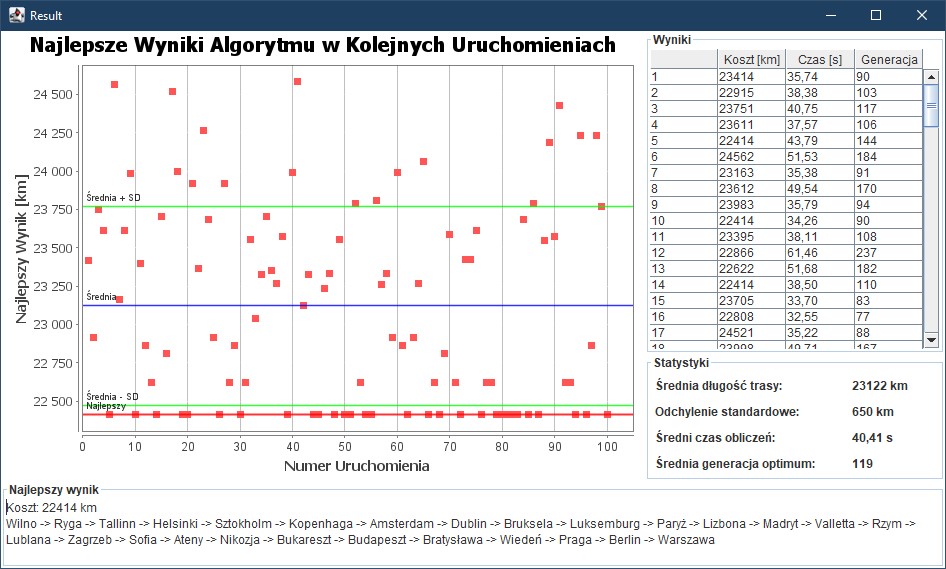 Result
Najlepsze Wyniki Algorytmu w Kolejnych Uruchomieniach
Najlepszy Wynik [km]
24 500
24 250
24 000
23 750
23 500
23 250
23 000
22 750
22 500
Średnia + SD
Średnia
Średnia - SD
Najlepszy
0 10 20 30 40 50 60 70 80 90 100
Numer Uruchomienia
Wyniki
Koszt [km] Czas [s] Generacja
1 23414 35,74 90
2 22915 38,38 103
3 23751 40,75 117
4 23611 37,57 106
5 22414 43,79 144
6 24562 51,53 184
7 23163 35,38 91
8 23612 49,54 170
9 23983 35,79 94
10 22414 34,26 90
11 23395 38,11 108
12 22866 61,46 237
13 22622 51,68 182
14 22414 38,50 110
15 23705 33,70 83
16 22808 32,55 77
17 24521 35,22 88
18 23998 49,71 167
Statystyki
Średnia długość trasy: 23122 km
Odchylenie standardowe: 650 km
Średni czas obliczeń: 40,41 s
Średnia generacja optimum: 119
Najlepszy wynik
Koszt: 22414 km
Wilno -> Ryga -> Tallinn -> Helsinki -> Sztokholm -> Kopenhaga -> Amsterdam -> Dublin -> Bruksela -> Luksemburg -> Paryż -> Lizbona -> Madryt -> Valletta -> Rzym ->
Lublana -> Zagrzeb -> Sofia -> Ateny -> Nikozja -> Bukareszt -> Budapeszt -> Bratysława -> Wiedeń -> Praga -> Berlin -> Warszawa